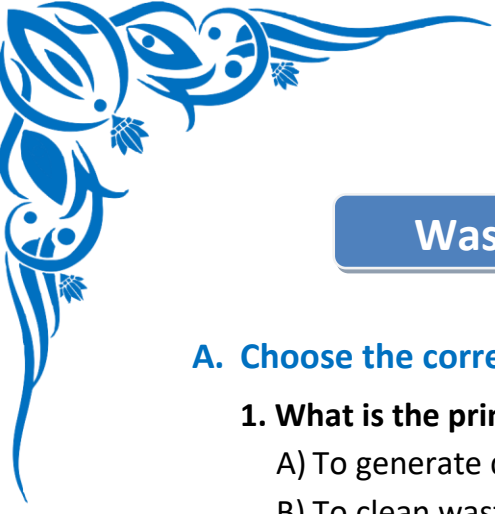 Was
A. Choose the corre
1. What is the prin
A) To generate
B) To clean wast